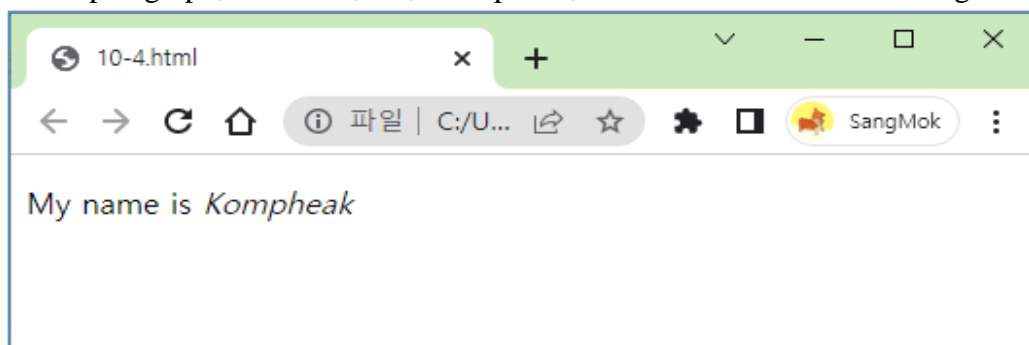 10-4.html
파일 | C:/U... SangMok
My name is Kompheak